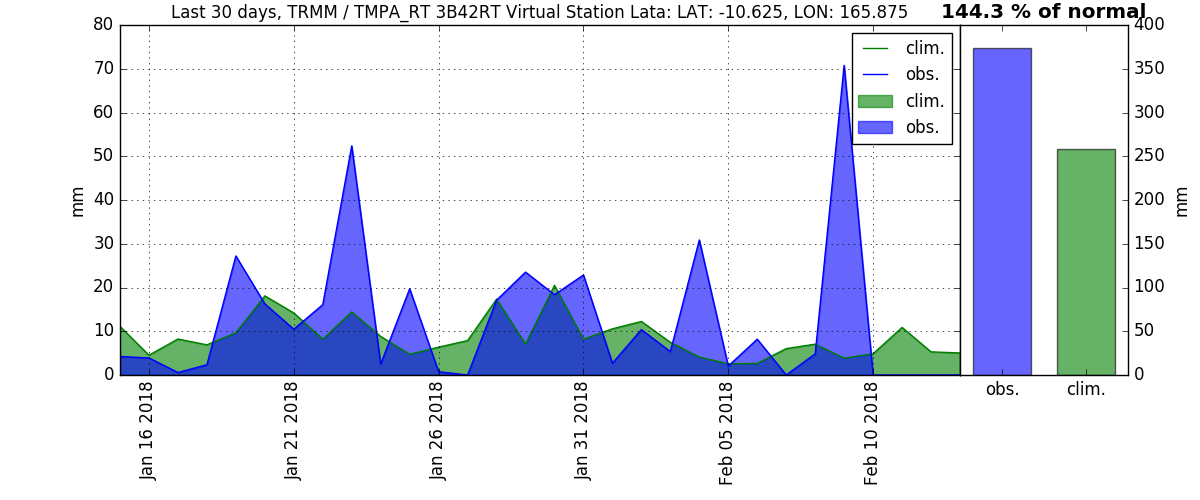 Last 30 days, TRMM / TMPA_RT 3B42RT Virtual Station Lata: LAT: -10.625, LON: 165.875
144.3 % of normal
80
70
60
50
40
30
20
10
0
mm
clim.
obs.
clim.
obs.
Jan 16 2018
Jan 21 2018
Jan 26 2018
Jan 31 2018
Feb 05 2018
Feb 10 2018
400
350
300
250
200
150
100
50
0
mm
obs.
clim.